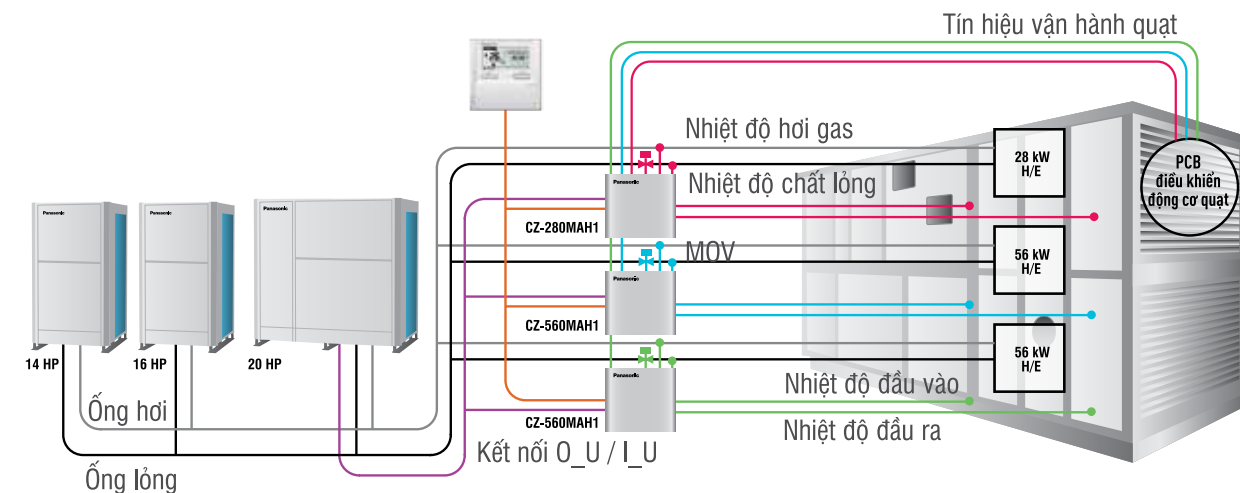 Tín hiệu vận hành quạt
Nhiệt độ hơi gas
28 kW
H/E
PCB
điều khiển
động cơ quạt
Panasonic
Nhiệt độ chất lỏng
CZ-280MAH1
Panasonic
Panasonic
Panasonic
MOV
56 kW
H/E
Panasonic
CZ-560MAH1
56 kW
H/E
14 HP
16 HP
20 HP
Panasonic
Nhiệt độ đầu vào
Ống hơi
CZ-560MAH1
Nhiệt độ đầu ra
Kết nối O_U / I_U
Ống lỏng